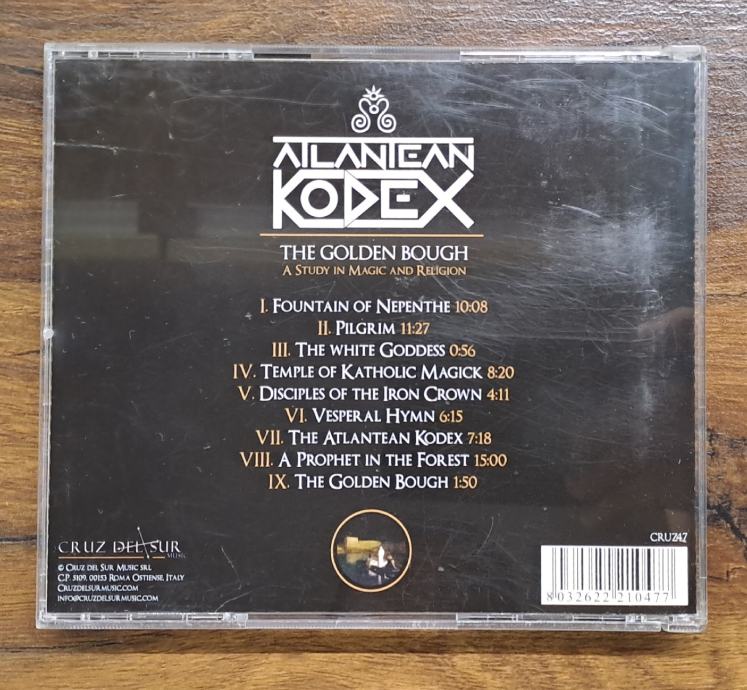 ATLANTEAN
KODEX
THE GOLDEN BOUGH
A STUDY IN MAGIC AND RELIGION
I. FOUNTAIN OF NEPENTHE 10:08
II. PILGRIM 11:27
III. THE WHITE GODDESS 0:56
IV. TEMPLE OF KATHOLIC MAGICK 8:20
V. DISCIPLES OF THE IRON CROWN 4:11
VI. VESPERAL HYMN 6:15
VII. THE ATLANTEAN KODEX 7:18
VIII. A PROPHET IN THE FOREST 15:00
IX. THE GOLDEN BOUGH 1:50
CRUZ DEL SUR
MUSIC
© CRUZ DEL SUR MUSIC SRL
C.P. 5109, 00153 ROMA OSTIENSE, ITALY
CRUZDELSURMUSIC.COM
INFO@CRUZDELSURMUSIC.COM
CRUZ47
8 032622 210477